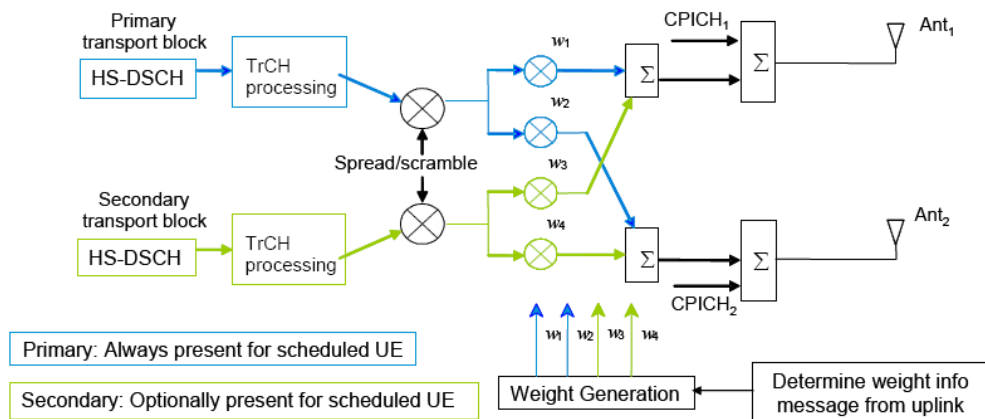 Primary
transport block
HS-DSCH
TrCH
processing
w₁
w₂
Σ
CPICH₁
Σ
Ant₁
Spread/scramble
Secondary
transport block
HS-DSCH
TrCH
processing
w₃
w₄
Σ
CPICH₂
Σ
Ant₂
w₁ w₂ w₃ w₄
Primary: Always present for scheduled UE
Secondary: Optionally present for scheduled UE
Weight Generation
Determine weight info
message from uplink